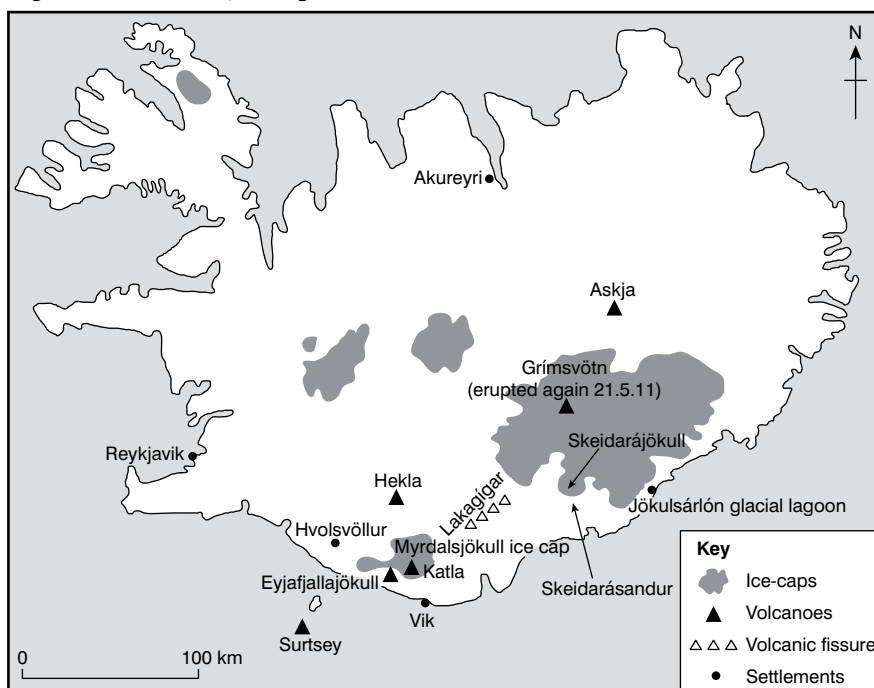 N
Akureyri
Askja
Grímsvötn
(erupted again 21.5.11)
Skeidarájökull
Reykjavik
Hekla
Lakagígar
Jökulsárlón glacial lagoon
Hvolsvöllur
Myrdalsjökull ice cap
Katla
Eyjafjallajökull
Skeidarásandur
Vik
Surtsey
0 100 km
Key
Ice-caps
Volcanoes
Volcanic fissure
Settlements